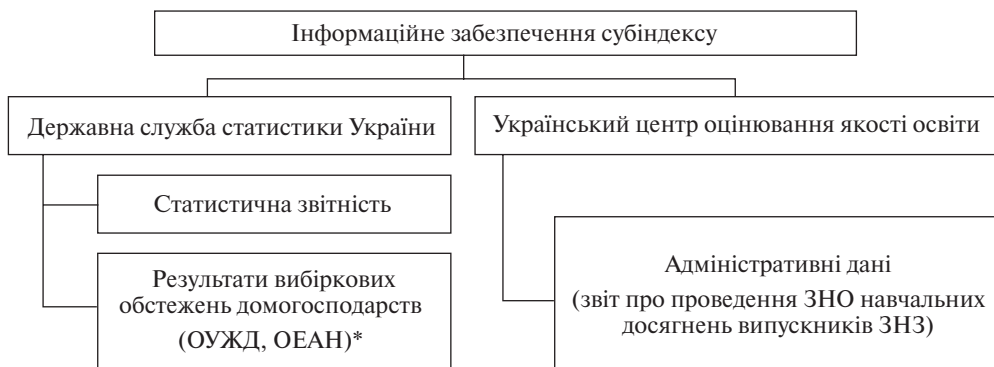 Інформаційне забезпечення субіндексу
Державна служба статистики України
Український центр оцінювання якості освіти
Статистична звітність
Результати вибіркових
обстежень домогосподарств
(ОУЖД, ОЕАН)*
Адміністративні дані
(звіт про проведення ЗНО навчальних
досягнень випускників ЗНЗ)